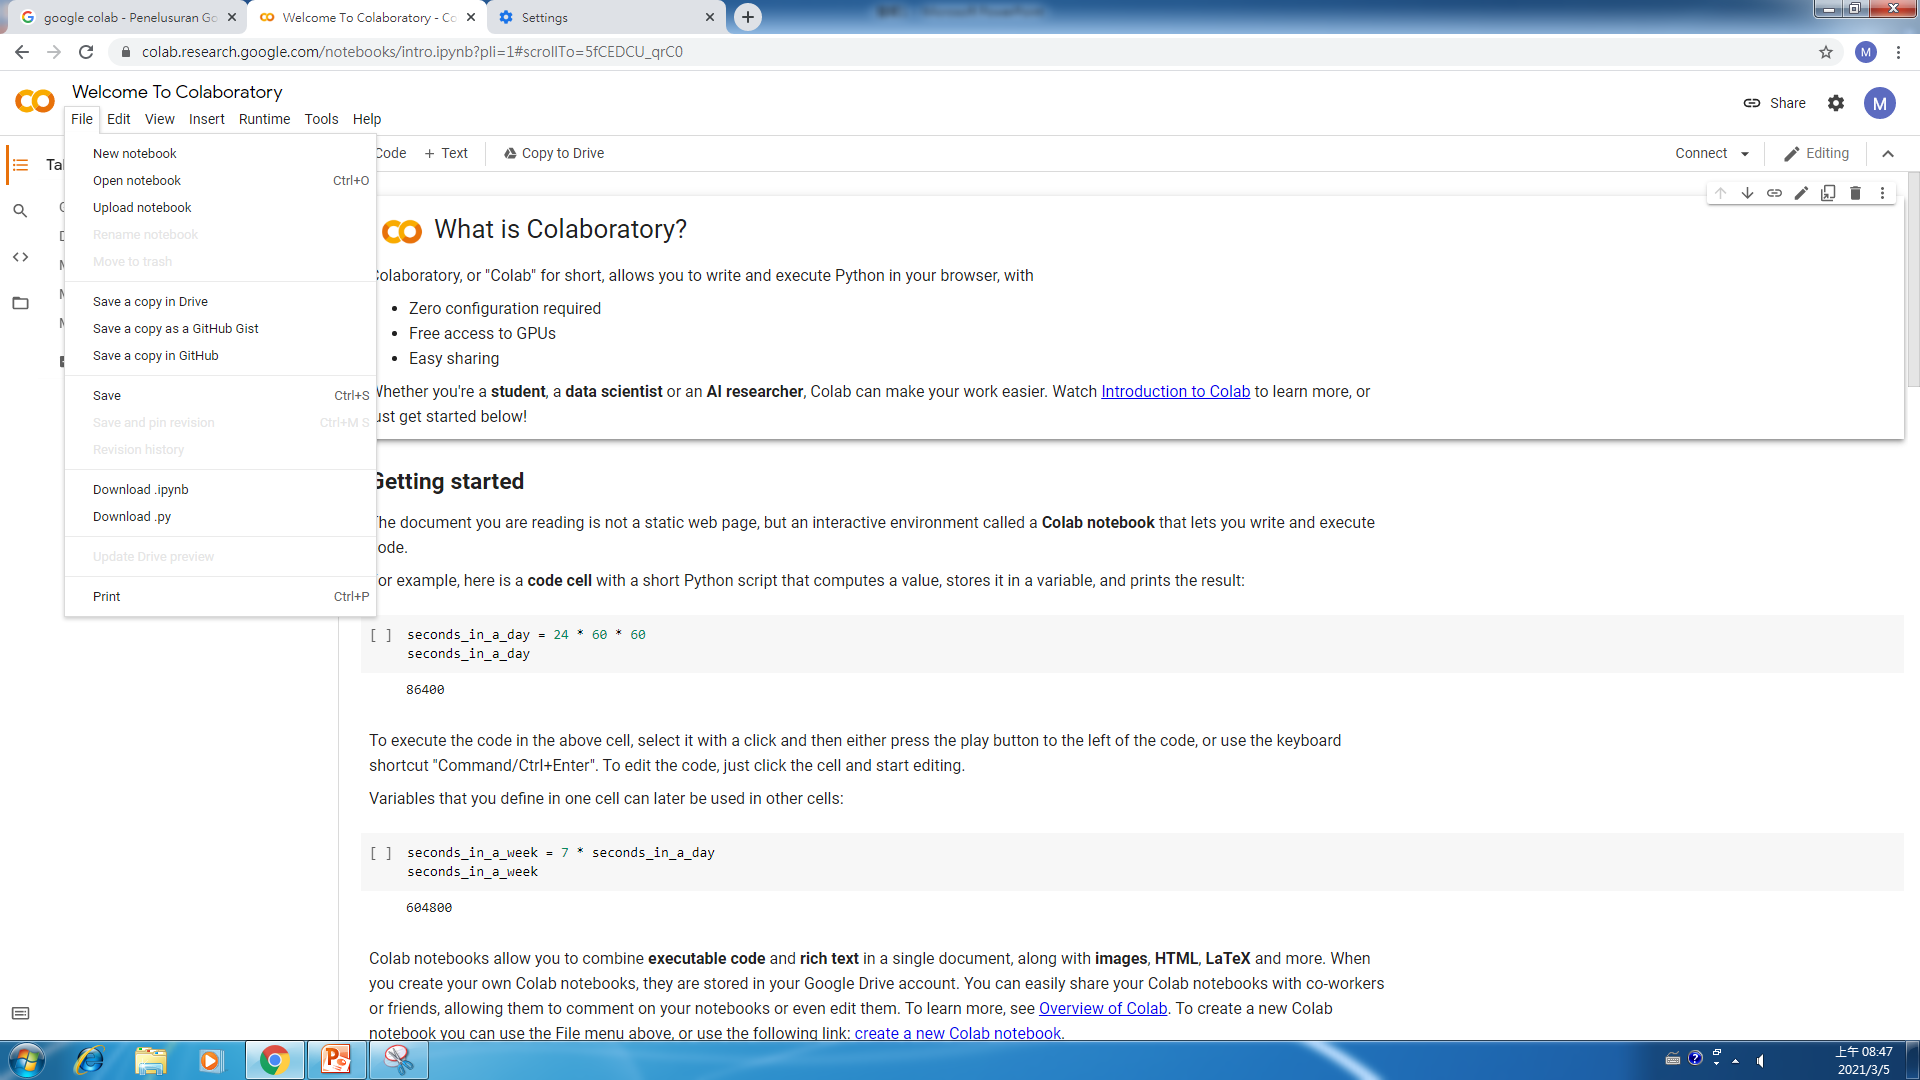 google colab - Penelusuran Go
Welcome To Colaboratory - Co
Settings
colab.research.google.com/notebooks/intro.ipynb?pli=1#scrollTo=5fCEDCU_qrC0
M
Welcome To Colaboratory
File Edit View Insert Runtime Tools Help
Share
M
Code + Text Copy to Drive
Connect
Editing
New notebook
Open notebook Ctrl+O
Upload notebook
Rename notebook
Move to trash
Save a copy in Drive
Save a copy as a GitHub Gist
Save a copy in GitHub
Save Ctrl+S
Save and pin revision Ctrl+M S
Revision history
Download .ipynb
Download .py
Update Drive preview
Print Ctrl+P
What is Colaboratory?
Colaboratory, or "Colab" for short, allows you to write and execute Python in your browser, with
• Zero configuration required
• Free access to GPUs
• Easy sharing
Whether you're a student, a data scientist or an AI researcher, Colab can make your work easier. Watch Introduction to Colab to learn more, or
just get started below!
Getting started
The document you are reading is not a static web page, but an interactive environment called a Colab notebook that lets you write and execute
code.
For example, here is a code cell with a short Python script that computes a value, stores it in a variable, and prints the result:
[ ] seconds_in_a_day = 24 * 60 * 60
seconds_in_a_day
86400
To execute the code in the above cell, select it with a click and then either press the play button to the left of the code, or use the keyboard
shortcut "Command/Ctrl+Enter". To edit the code, just click the cell and start editing.
Variables that you define in one cell can later be used in other cells:
[ ] seconds_in_a_week = 7 * seconds_in_a_day
seconds_in_a_week
604800
Colab notebooks allow you to combine executable code and rich text in a single document, along with images, HTML, LaTeX and more. When
you create your own Colab notebooks, they are stored in your Google Drive account. You can easily share your Colab notebooks with co-workers
or friends, allowing them to comment on your notebooks or even edit them. To learn more, see Overview of Colab. To create a new Colab
notebook you can use the File menu above, or use the following link: create a new Colab notebook.
上午 08:47
2021/3/5